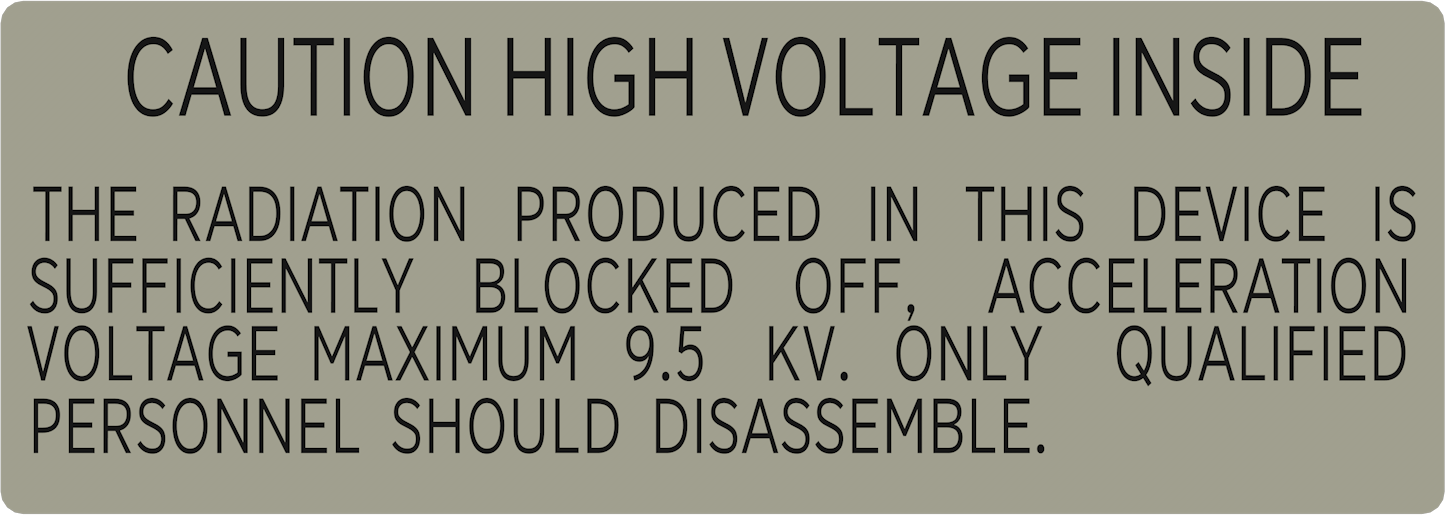 CAUTION HIGH VOLTAGE INSIDE
THE RADIATION PRODUCED IN THIS DEVICE IS
SUFFICIENTLY BLOCKED OFF, ACCELERATION
VOLTAGE MAXIMUM 9.5 KV. ONLY QUALIFIED
PERSONNEL SHOULD DISASSEMBLE.